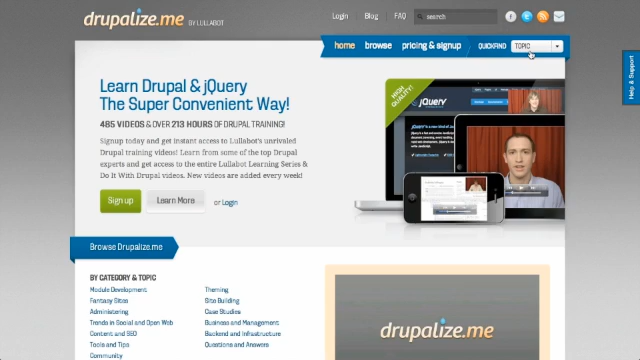 drupalize.me BY LULLABOT
Login Blog FAQ search
home browse pricing & signup QUICKFIND TOPIC
Help & Support
Learn Drupal & jQuery
The Super Convenient Way!
485 VIDEOS & OVER 213 HOURS OF DRUPAL TRAINING!
Signup today and get instant access to Lullabot's unrivaled
Drupal training videos! Learn from some of the top Drupal
experts and get access to the entire Lullabot Learning Series &
Do It With Drupal videos. New videos are added every week!
Sign up Learn More or Login
HIGH QUALITY!
jQuery
Browse Drupalize.me
BY CATEGORY & TOPIC
Module Development Theming
Fantasy Sites Site Building
Administering Case Studies
Trends in Social and Open Web Business and Management
Content and SEO Backend and Infrastructure
Tools and Tips Questions and Answers
Community
drupalize.me